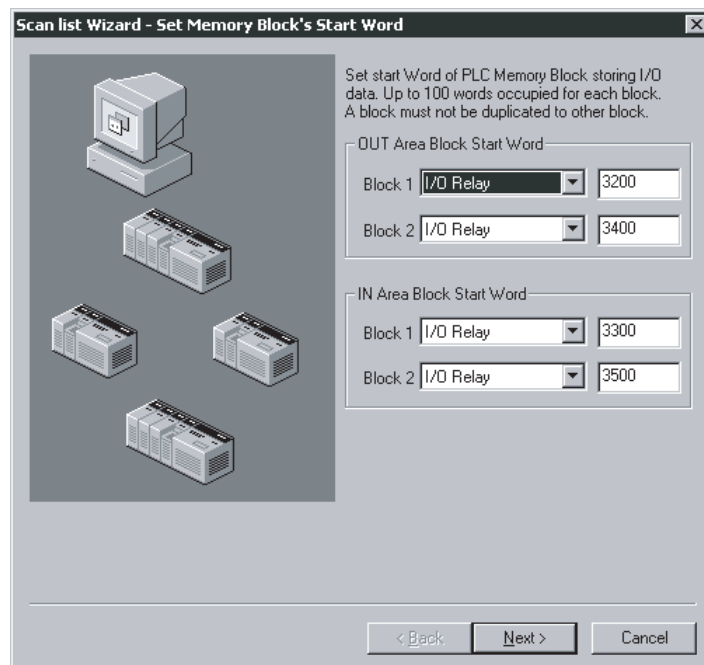 Scan list Wizard - Set Memory Block's Start Word
Set start Word of PLC Memory Block storing I/O
data. Up to 100 words occupied for each block.
A block must not be duplicated to other block.
OUT Area Block Start Word
Block 1 I/O Relay 3200
Block 2 I/O Relay 3400
IN Area Block Start Word
Block 1 I/O Relay 3300
Block 2 I/O Relay 3500
< Back Next > Cancel